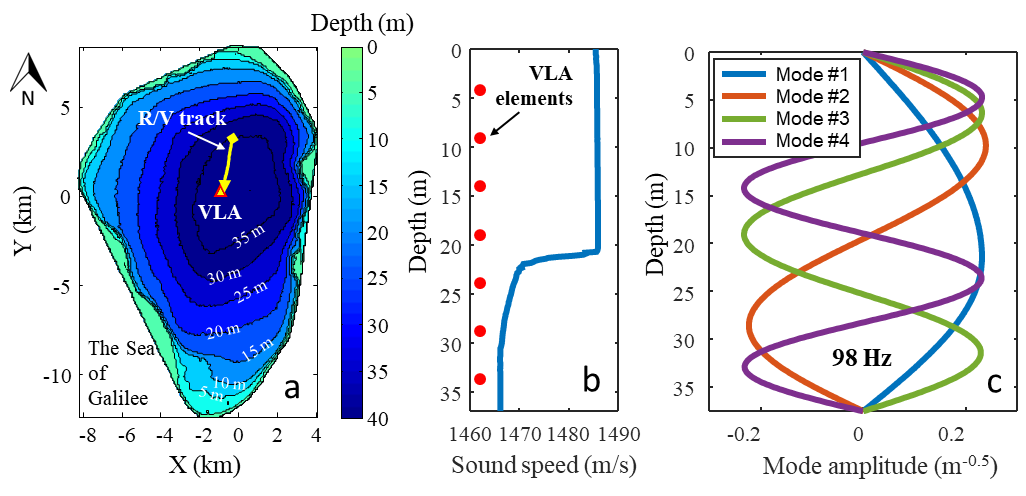 Depth (m)
N
5
0
-5
-10
Y (km)
R/V track
VLA
35 m
30 m
25 m
20 m
15 m
10 m
5 m
The Sea
of
Galilee
a
-8 -6 -4 -2 0 2 4
X (km)
0
5
10
15
20
25
30
35
40
0
5
10
15
20
25
30
35
Depth (m)
VLA
elements
b
1460 1470 1480 1490
Sound speed (m/s)
0
5
10
15
20
25
30
35
Depth (m)
Mode #1
Mode #2
Mode #3
Mode #4
98 Hz
c
-0.2 0 0.2
Mode amplitude (m-0.5)